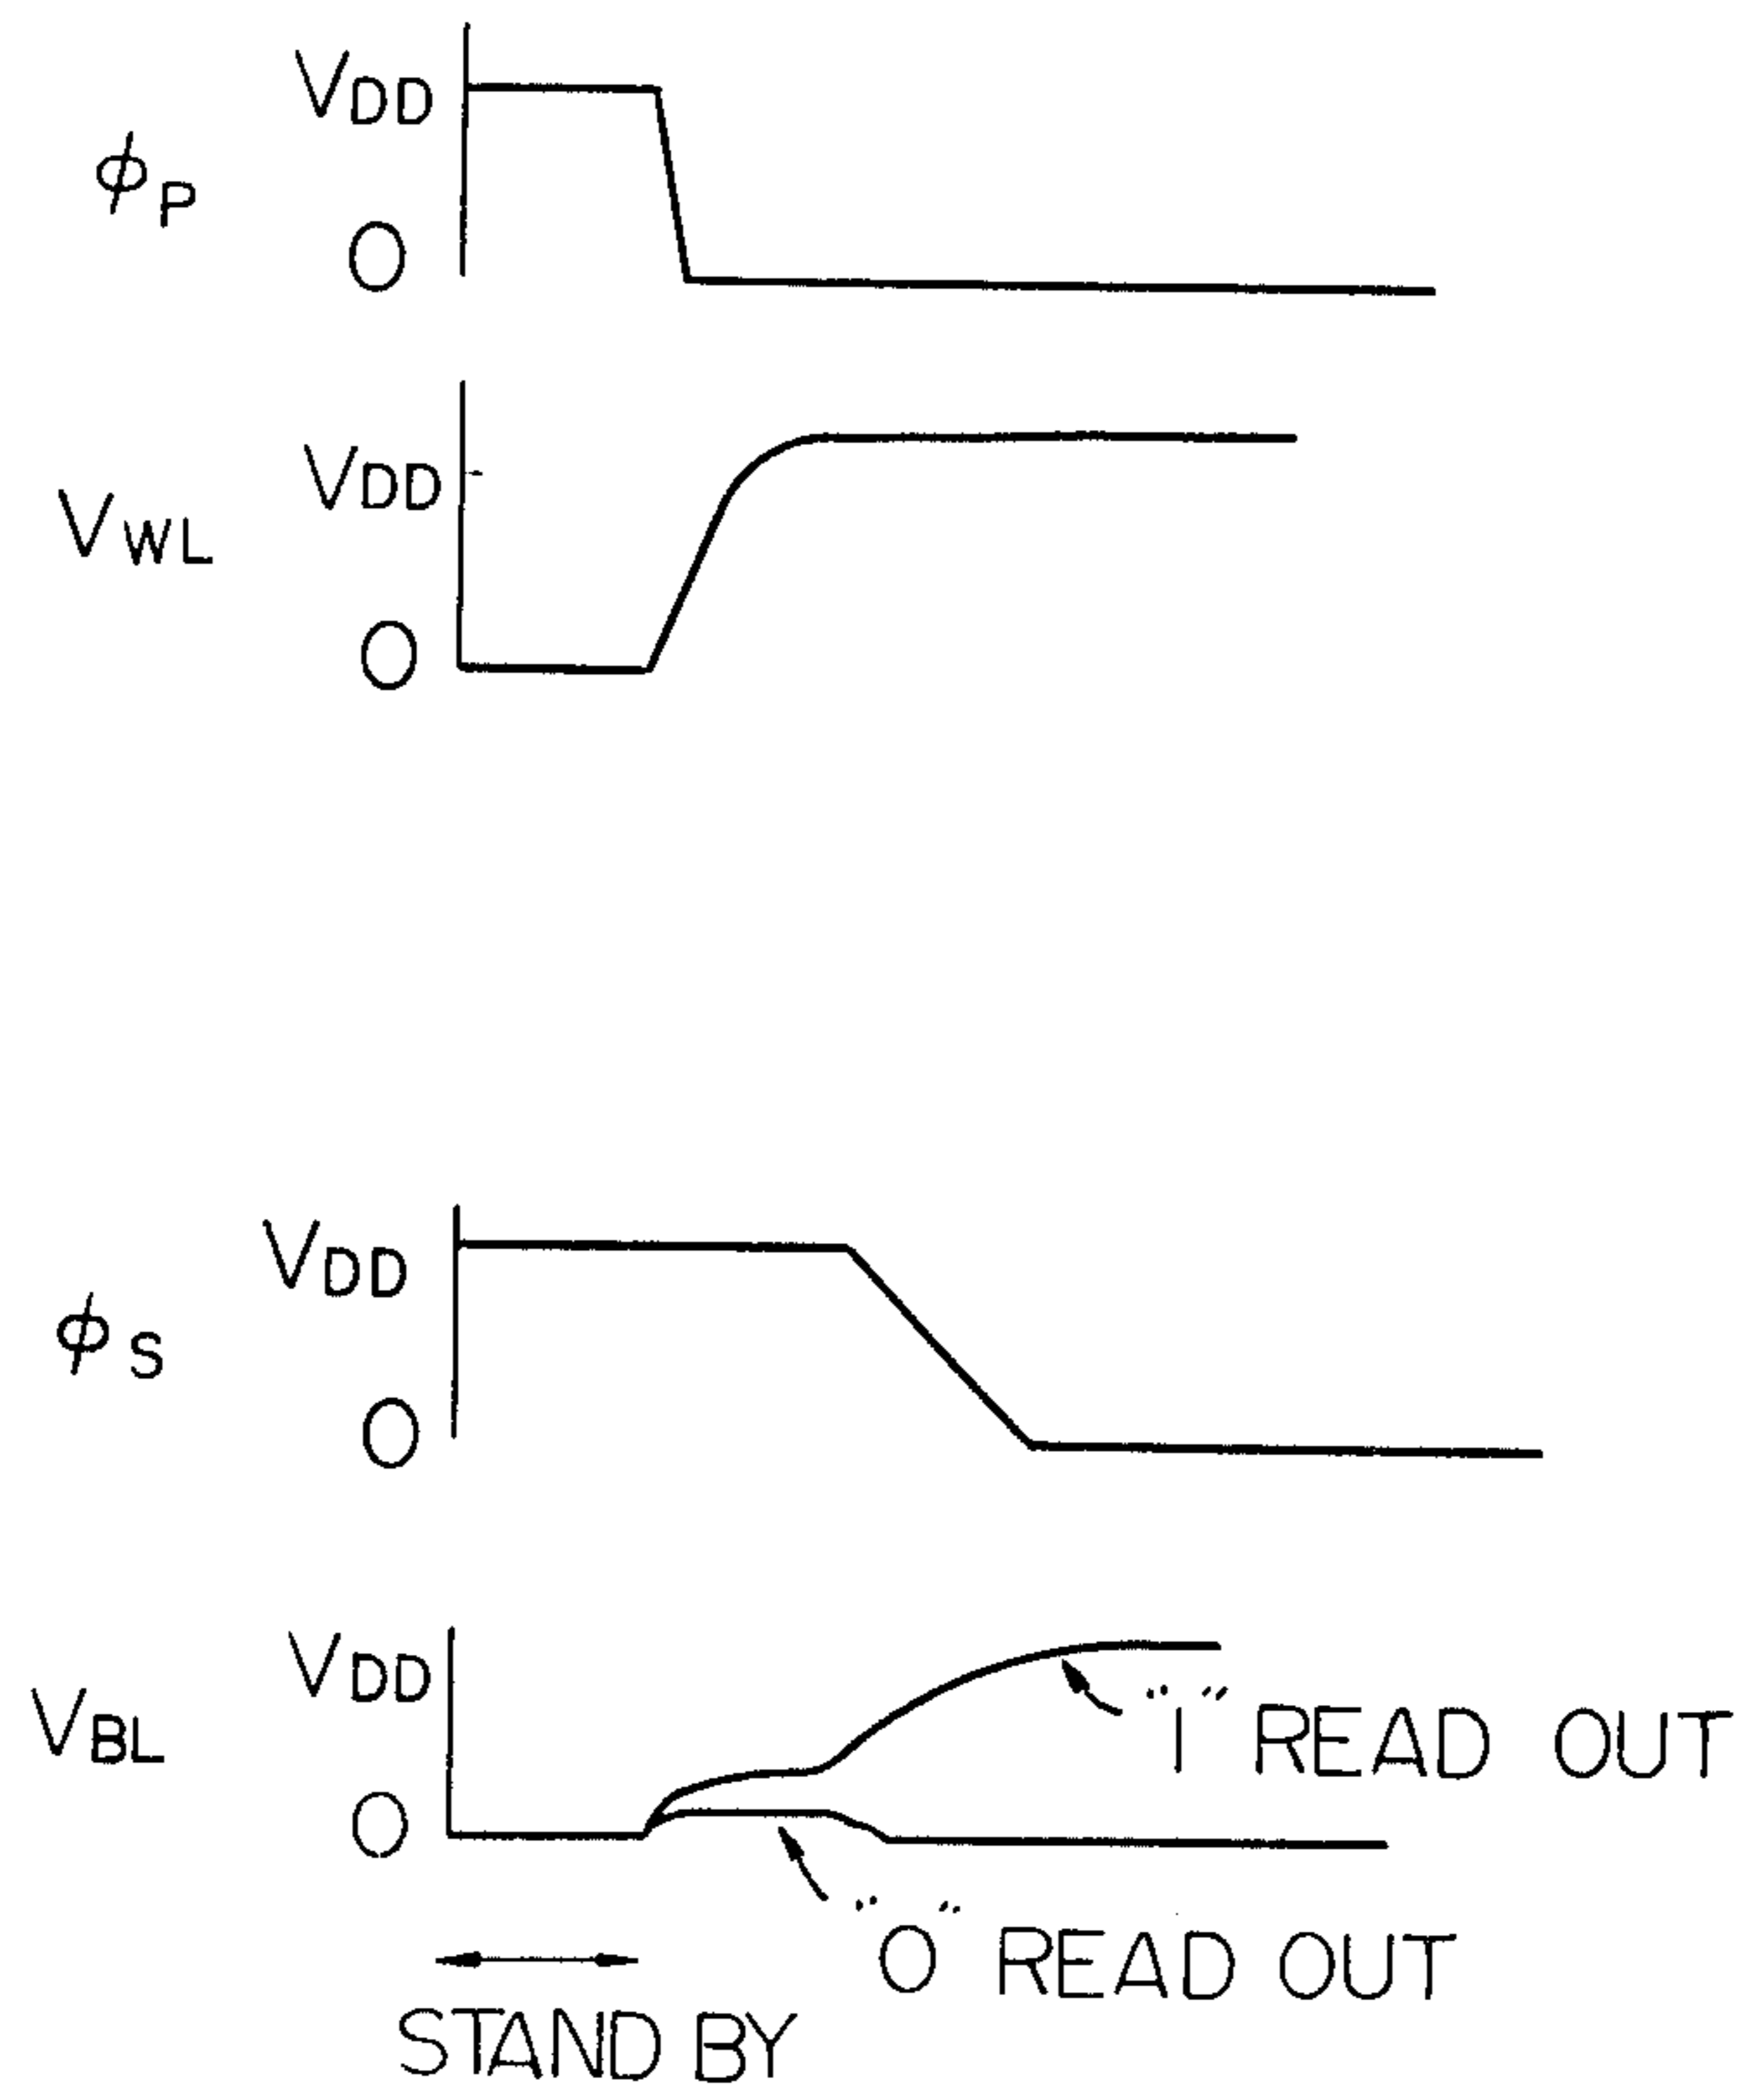 VDD
φP
O
VDD
VWL
O
VDD
φS
O
VDD
VBL
"1" READ OUT
O
"O" READ OUT
STAND BY